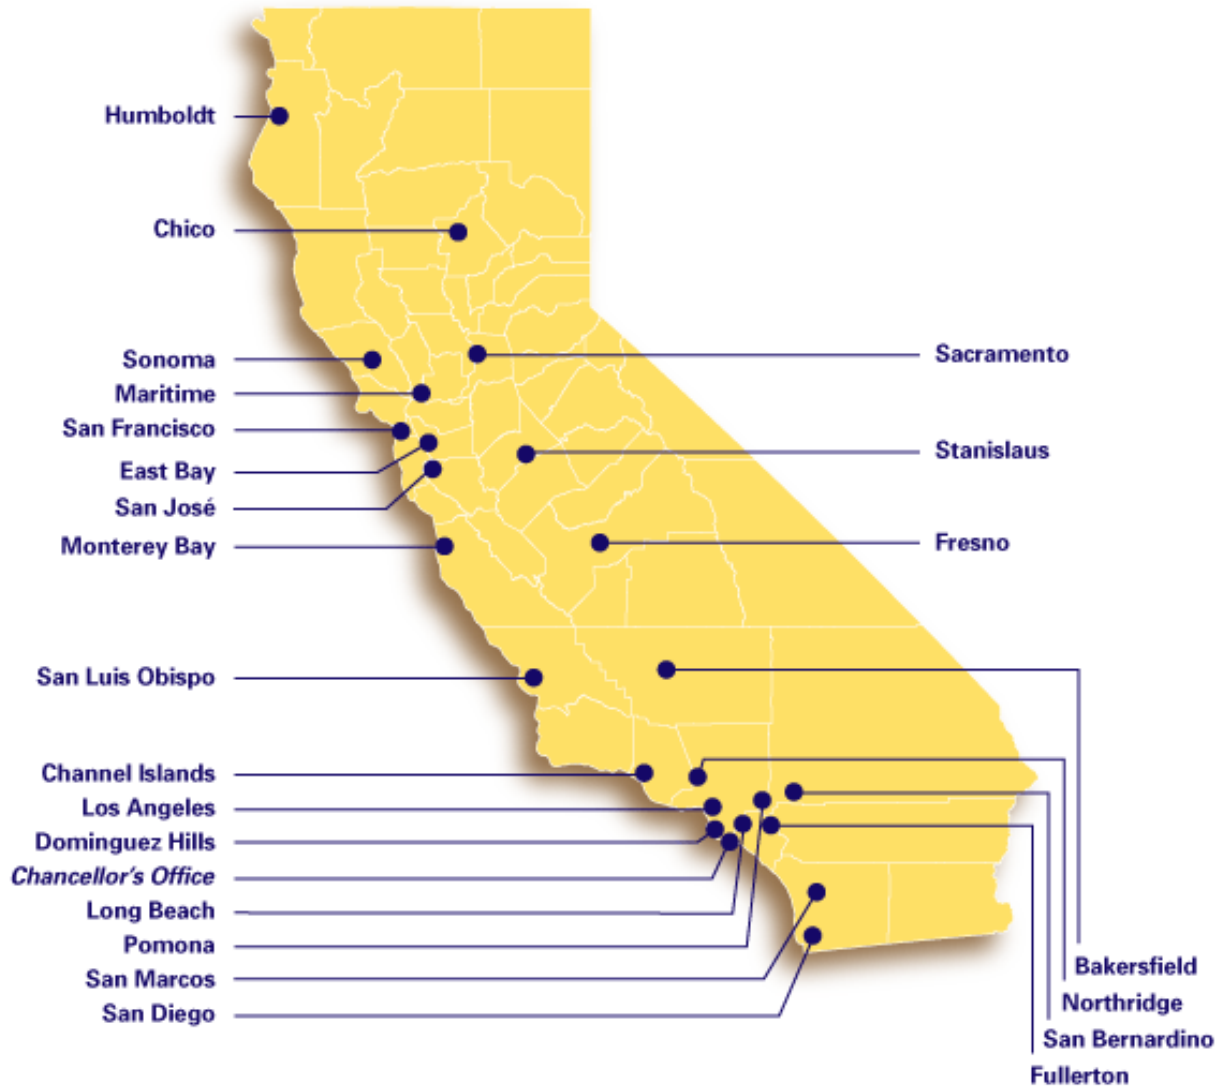 Humboldt
Chico
Sonoma
Maritime
San Francisco
East Bay
San José
Monterey Bay
San Luis Obispo
Channel Islands
Los Angeles
Dominguez Hills
Chancellor's Office
Long Beach
Pomona
San Marcos
San Diego
Sacramento
Stanislaus
Fresno
Bakersfield
Northridge
San Bernardino
Fullerton